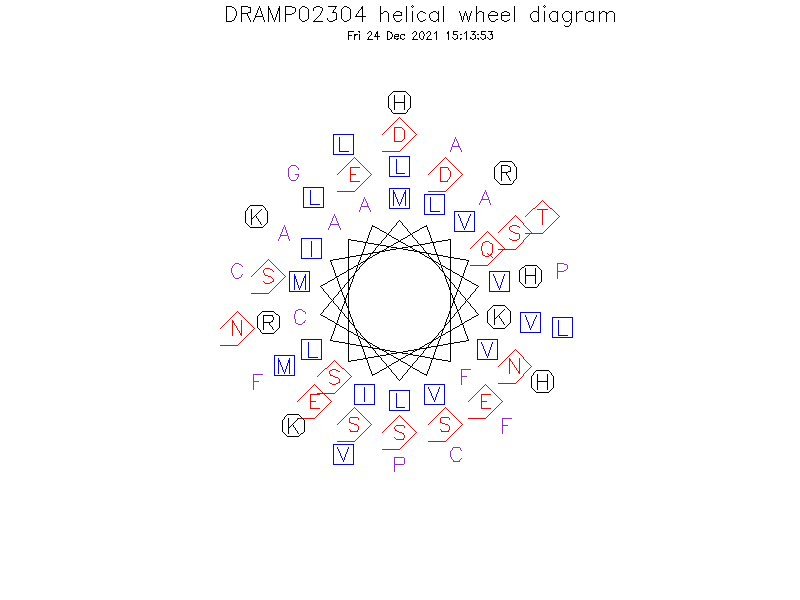 DRAMP02304 helical wheel diagram
Fri 24 Dec 2021 15:13:53
H
D
L A
L
G E D R
L A M L A
K A V T
A S
I Q
C S M V H P
N R C K V L
L V
M N
F S F H
E I L V E
K S S S F
V P C